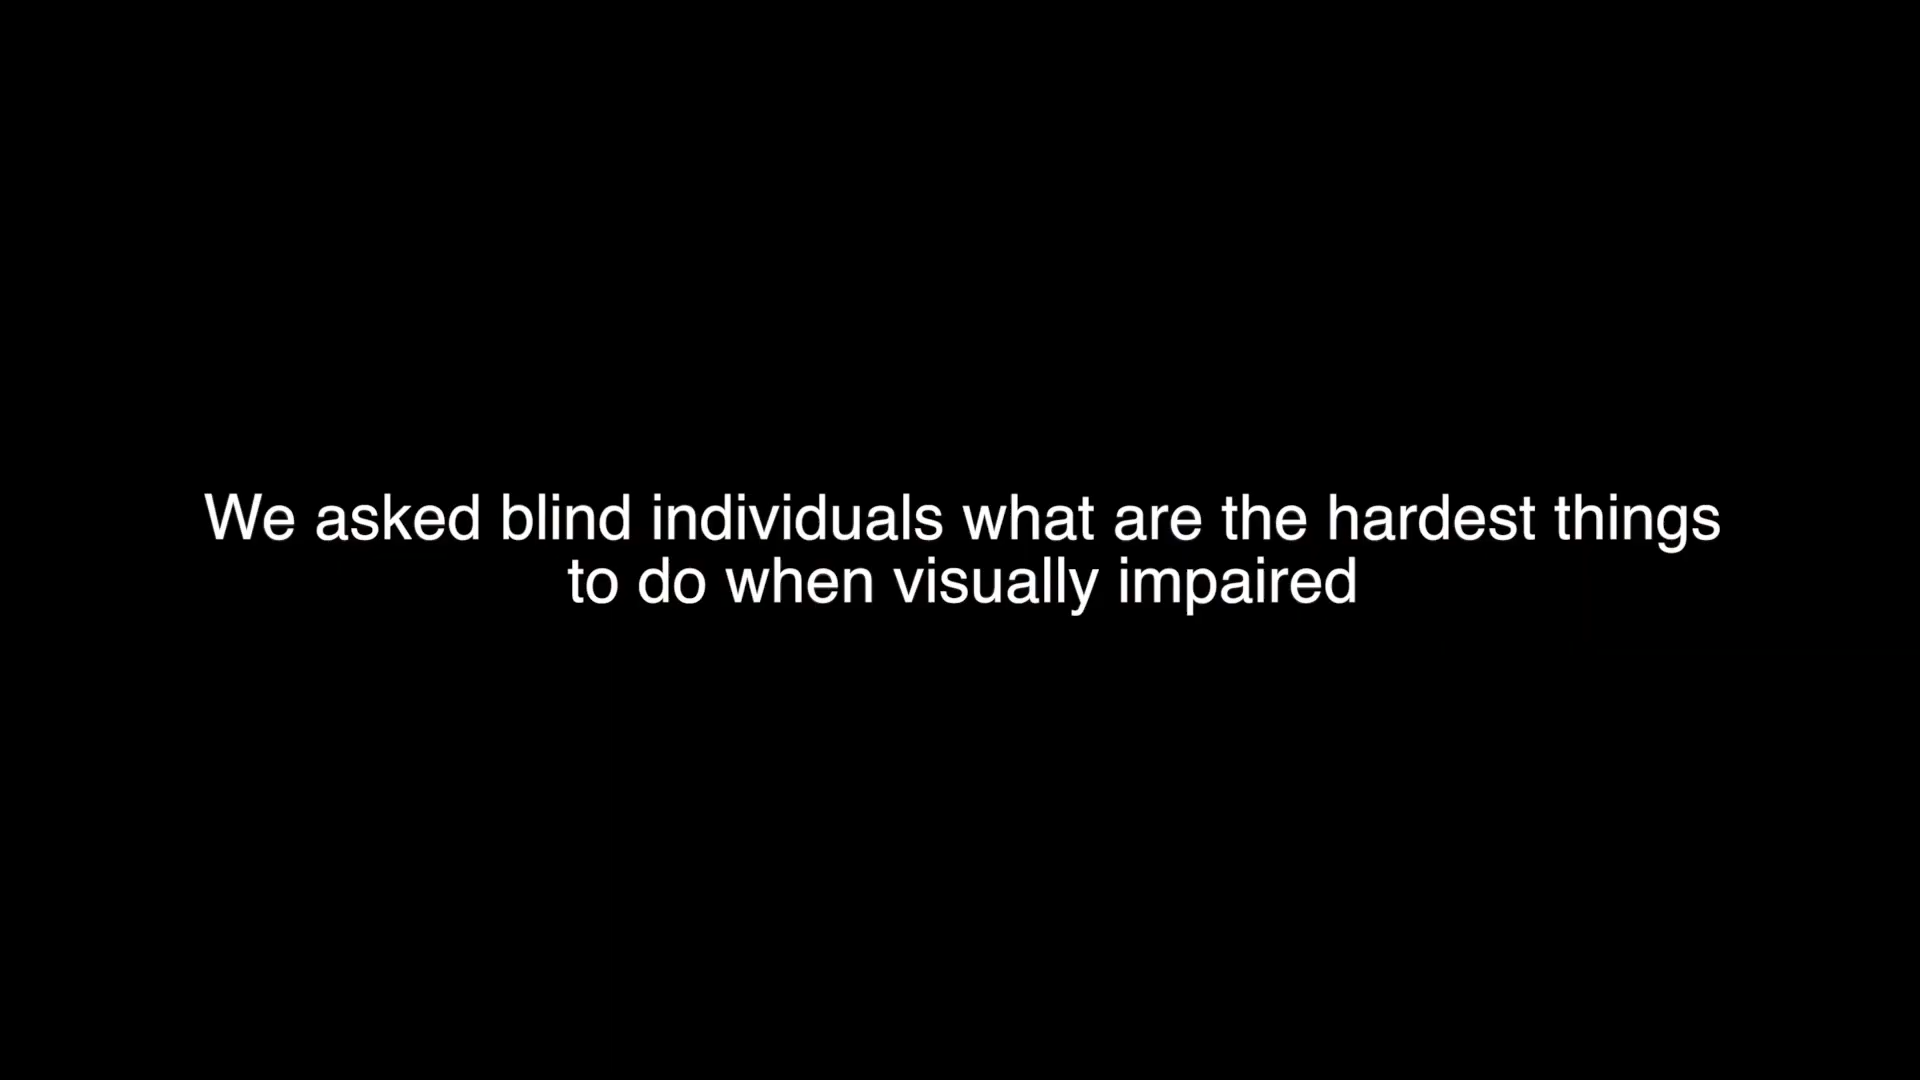 We asked blind individuals what are the hardest things
to do when visually impaired